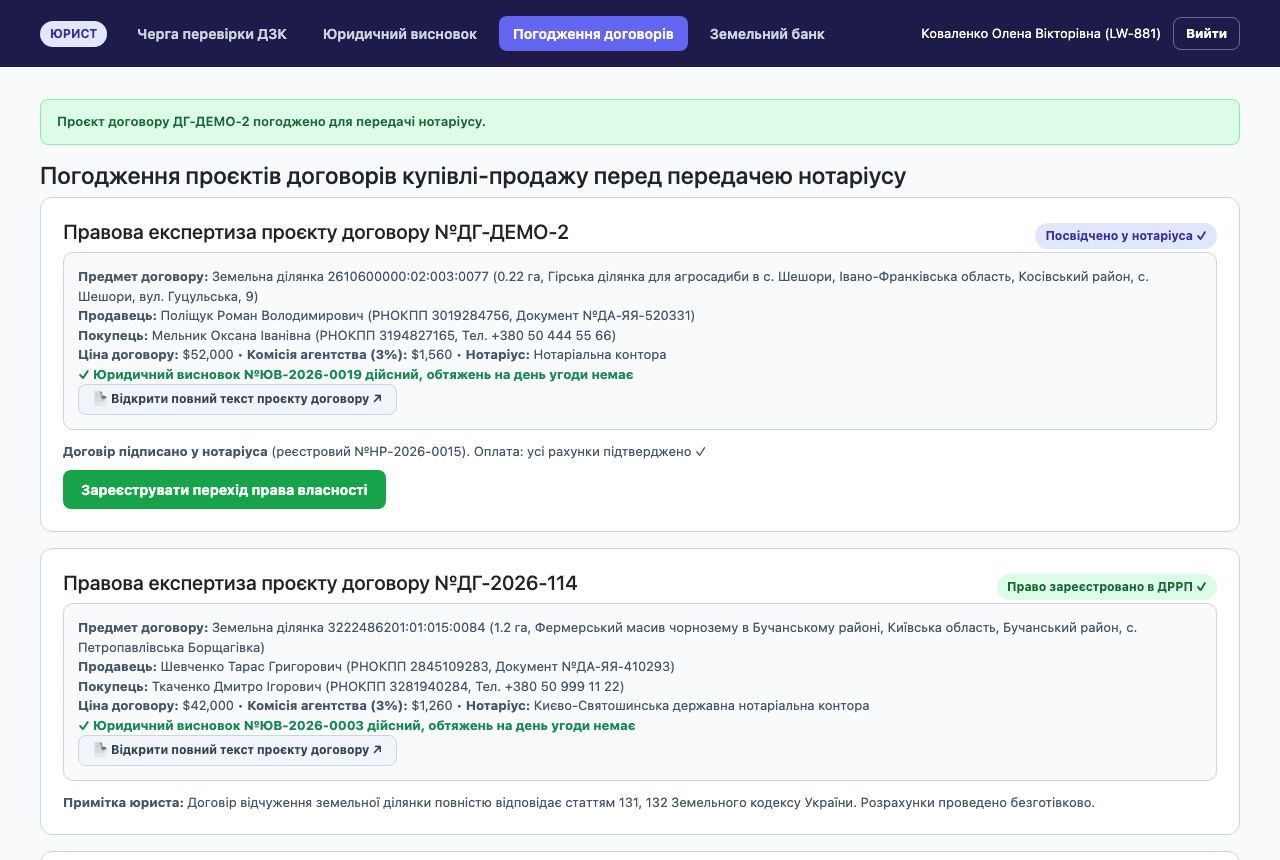 ЮРИСТ
Черга перевірки ДЗК
Юридичний висновок
Погодження договорів
Земельний банк
Коваленко Олена Вікторівна (LW-881)
Вийти
Проєкт договору ДГ-ДЕМО-2 погоджено для передачі нотаріусу.
Погодження проєктів договорів купівлі-продажу перед передачею нотаріусу
Правова експертиза проєкту договору №ДГ-ДЕМО-2
Посвідчено у нотаріуса ✓
Предмет договору: Земельна ділянка 2610600000:02:003:0077 (0.22 га, Гірська ділянка для агросадиби в с. Шешори, Івано-Франківська область, Косівський район, с.
Шешори, вул. Гуцульська, 9)
Продавець: Поліщук Роман Володимирович (РНОКПП 3019284756, Документ №ДА-ЯЯ-520331)
Покупець: Мельник Оксана Іванівна (РНОКПП 3194827165, Тел. +380 50 444 55 66)
Ціна договору: $52,000 • Комісія агентства (3%): $1,560 • Нотаріус: Нотаріальна контора
✓ Юридичний висновок №ЮВ-2026-0019 дійсний, обтяжень на день угоди немає
Відкрити повний текст проєкту договору ↗
Договір підписано у нотаріуса (реєстровий №НР-2026-0015). Оплата: усі рахунки підтверджено ✓
Зареєструвати перехід права власності
Правова експертиза проєкту договору №ДГ-2026-114
Право зареєстровано в ДРРП ✓
Предмет договору: Земельна ділянка 3222486201:01:015:0084 (1.2 га, Фермерський масив чорнозему в Бучанському районі, Київська область, Бучанський район, с.
Петропавлівська Борщагівка)
Продавець: Шевченко Тарас Григорович (РНОКПП 2845109283, Документ №ДА-ЯЯ-410293)
Покупець: Ткаченко Дмитро Ігорович (РНОКПП 3281940284, Тел. +380 50 999 11 22)
Ціна договору: $42,000 • Комісія агентства (3%): $1,260 • Нотаріус: Києво-Святошинська державна нотаріальна контора
✓ Юридичний висновок №ЮВ-2026-0003 дійсний, обтяжень на день угоди немає
Відкрити повний текст проєкту договору ↗
Примітка юриста: Договір відчуження земельної ділянки повністю відповідає статтям 131, 132 Земельного кодексу України. Розрахунки проведено безготівково.